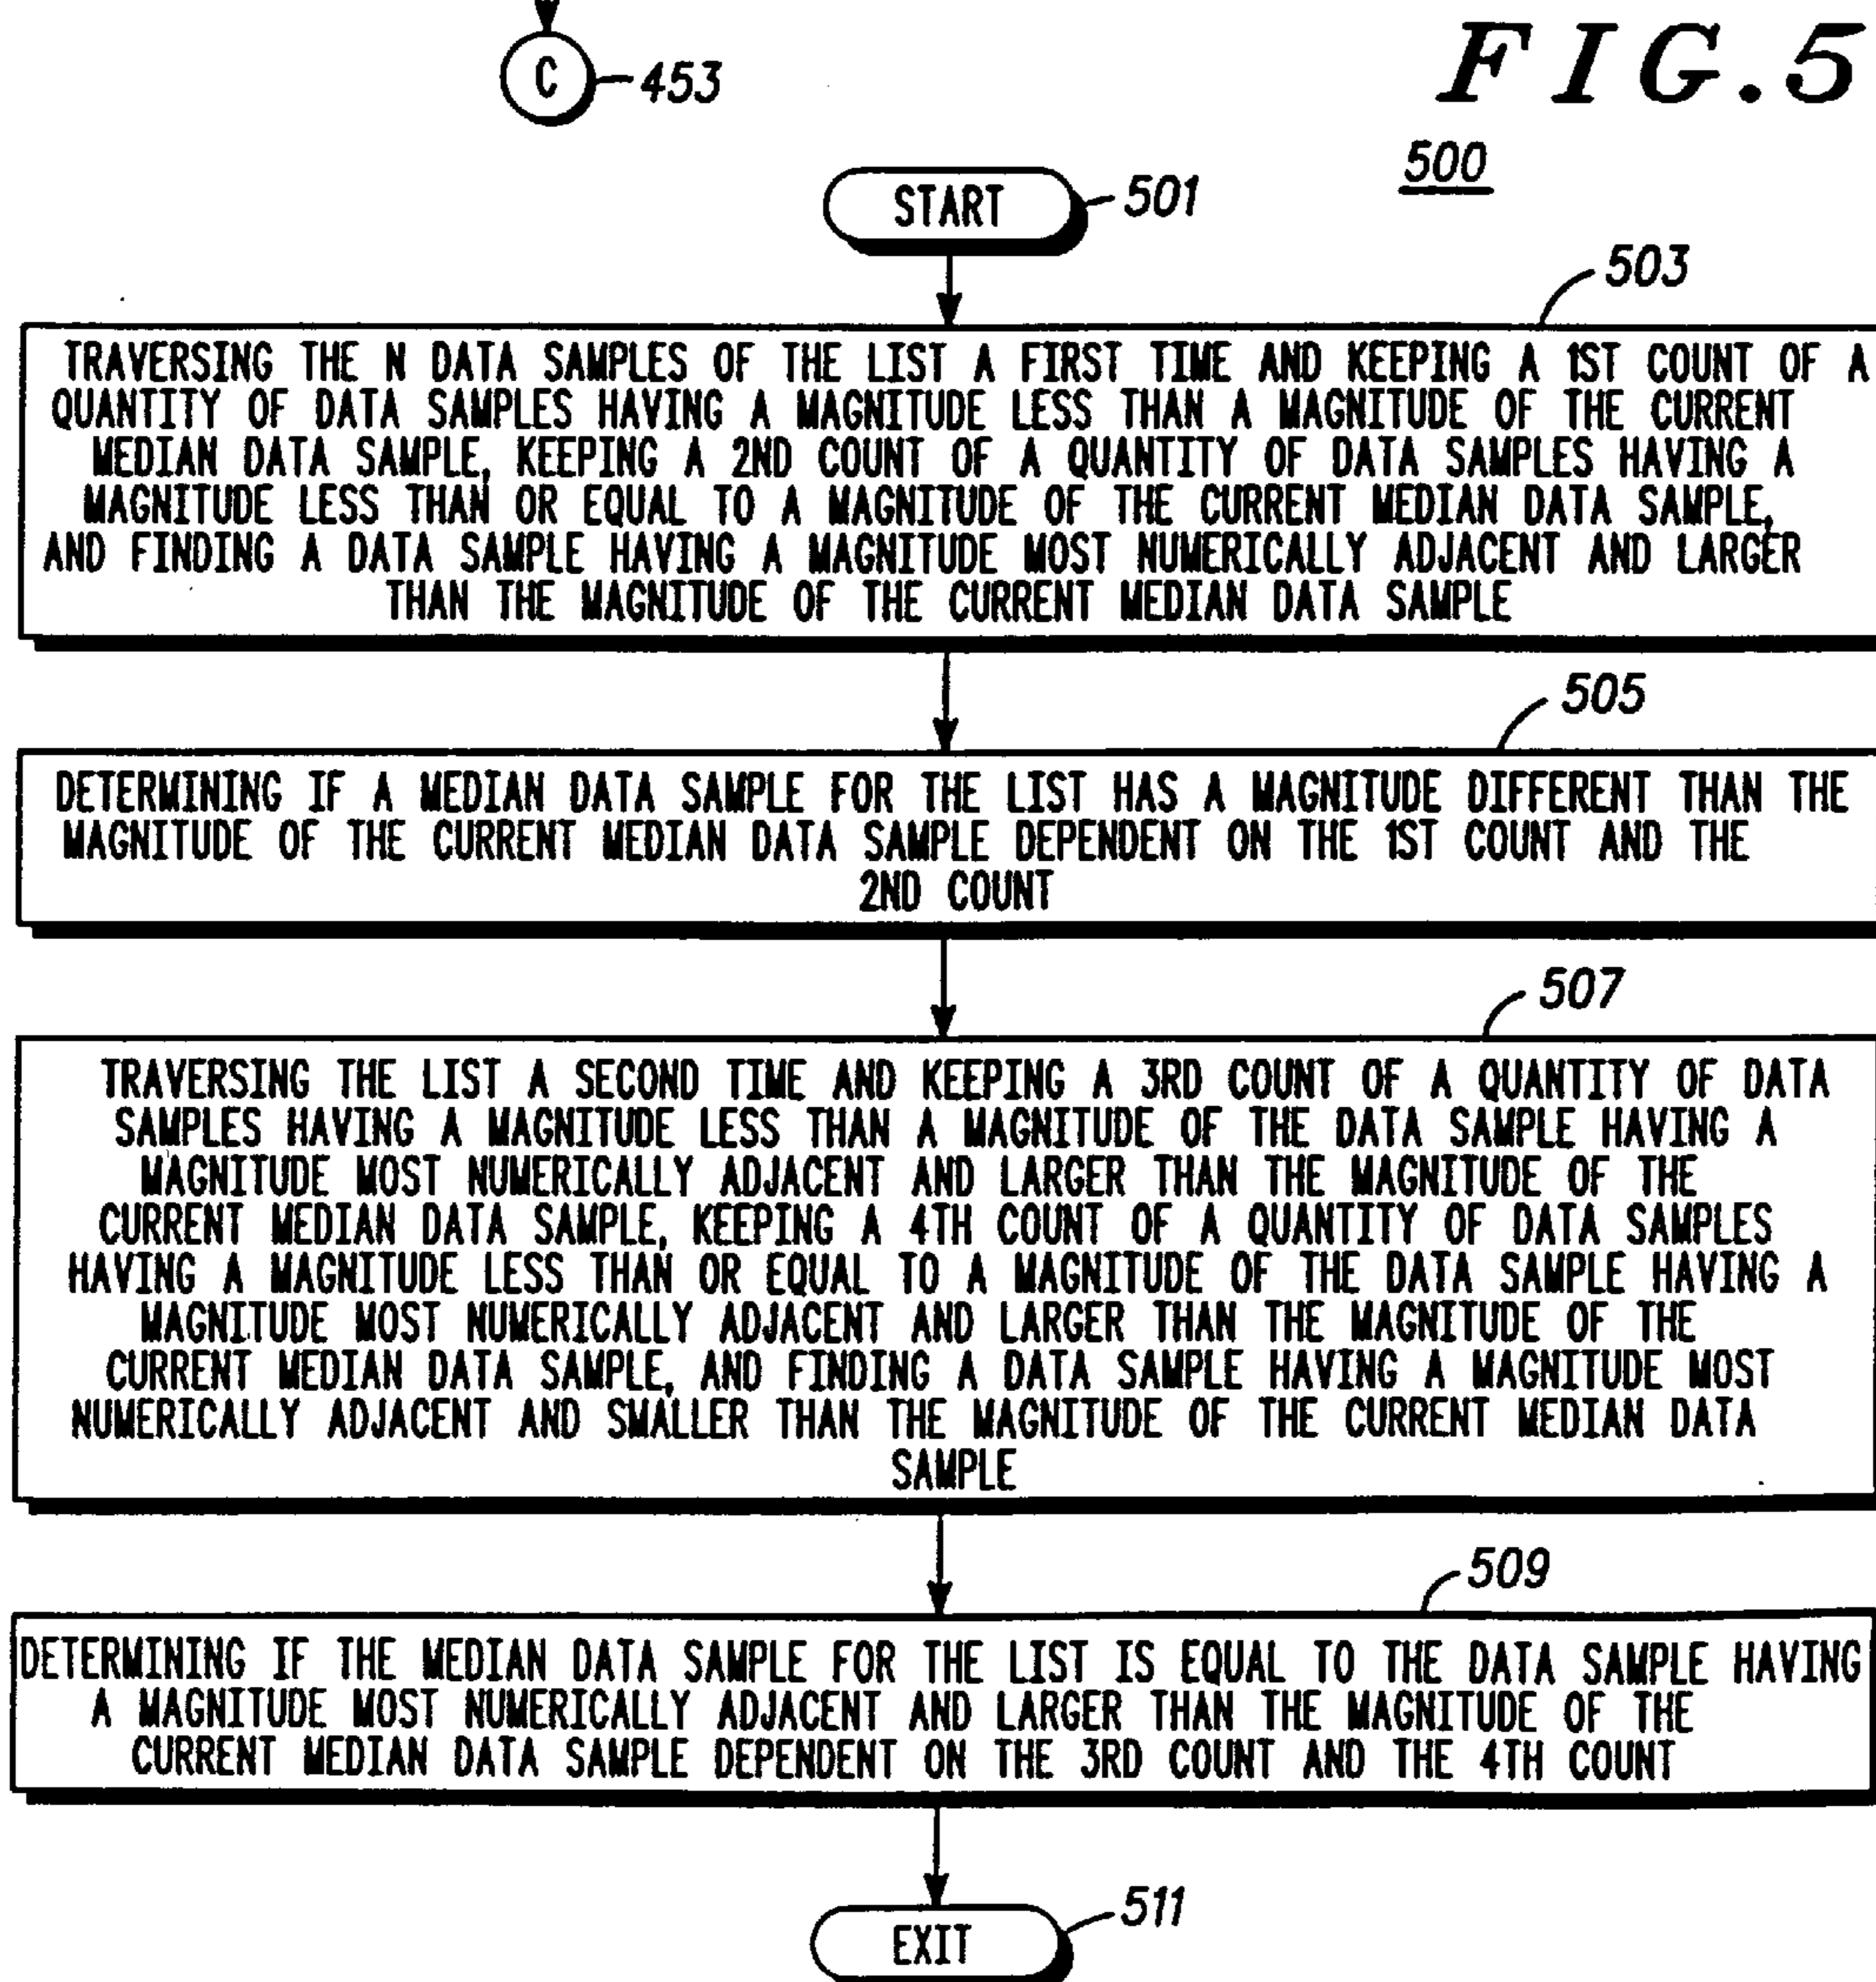 C
453
FIG.5
500
START
501
503
TRAVERSING THE N DATA SAMPLES OF THE LIST A FIRST TIME AND KEEPING A 1ST COUNT OF A
QUANTITY OF DATA SAMPLES HAVING A MAGNITUDE LESS THAN A MAGNITUDE OF THE CURRENT
MEDIAN DATA SAMPLE, KEEPING A 2ND COUNT OF A QUANTITY OF DATA SAMPLES HAVING A
MAGNITUDE LESS THAN OR EQUAL TO A MAGNITUDE OF THE CURRENT MEDIAN DATA SAMPLE,
AND FINDING A DATA SAMPLE HAVING A MAGNITUDE MOST NUMERICALLY ADJACENT AND LARGER
THAN THE MAGNITUDE OF THE CURRENT MEDIAN DATA SAMPLE
505
DETERMINING IF A MEDIAN DATA SAMPLE FOR THE LIST HAS A MAGNITUDE DIFFERENT THAN THE
MAGNITUDE OF THE CURRENT MEDIAN DATA SAMPLE DEPENDENT ON THE 1ST COUNT AND THE
2ND COUNT
507
TRAVERSING THE LIST A SECOND TIME AND KEEPING A 3RD COUNT OF A QUANTITY OF DATA
SAMPLES HAVING A MAGNITUDE LESS THAN A MAGNITUDE OF THE DATA SAMPLE HAVING A
MAGNITUDE MOST NUMERICALLY ADJACENT AND LARGER THAN THE MAGNITUDE OF THE
CURRENT MEDIAN DATA SAMPLE, KEEPING A 4TH COUNT OF A QUANTITY OF DATA SAMPLES
HAVING A MAGNITUDE LESS THAN OR EQUAL TO A MAGNITUDE OF THE DATA SAMPLE HAVING A
MAGNITUDE MOST NUMERICALLY ADJACENT AND LARGER THAN THE MAGNITUDE OF THE
CURRENT MEDIAN DATA SAMPLE, AND FINDING A DATA SAMPLE HAVING A MAGNITUDE MOST
NUMERICALLY ADJACENT AND SMALLER THAN THE MAGNITUDE OF THE CURRENT MEDIAN DATA
SAMPLE
509
DETERMINING IF THE MEDIAN DATA SAMPLE FOR THE LIST IS EQUAL TO THE DATA SAMPLE HAVING
A MAGNITUDE MOST NUMERICALLY ADJACENT AND LARGER THAN THE MAGNITUDE OF THE
CURRENT MEDIAN DATA SAMPLE DEPENDENT ON THE 3RD COUNT AND THE 4TH COUNT
EXIT
511